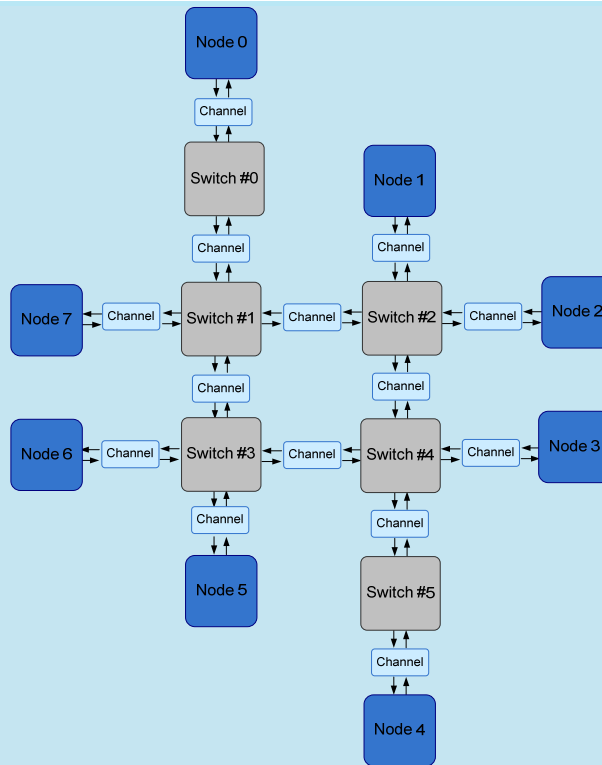 Node 0
Channel
Switch #0
Node 1
Channel
Channel
Node 7
Channel
Switch #1
Channel
Switch #2
Channel
Node 2
Channel
Channel
Node 6
Channel
Switch #3
Channel
Switch #4
Channel
Node 3
Channel
Channel
Node 5
Switch #5
Channel
Node 4